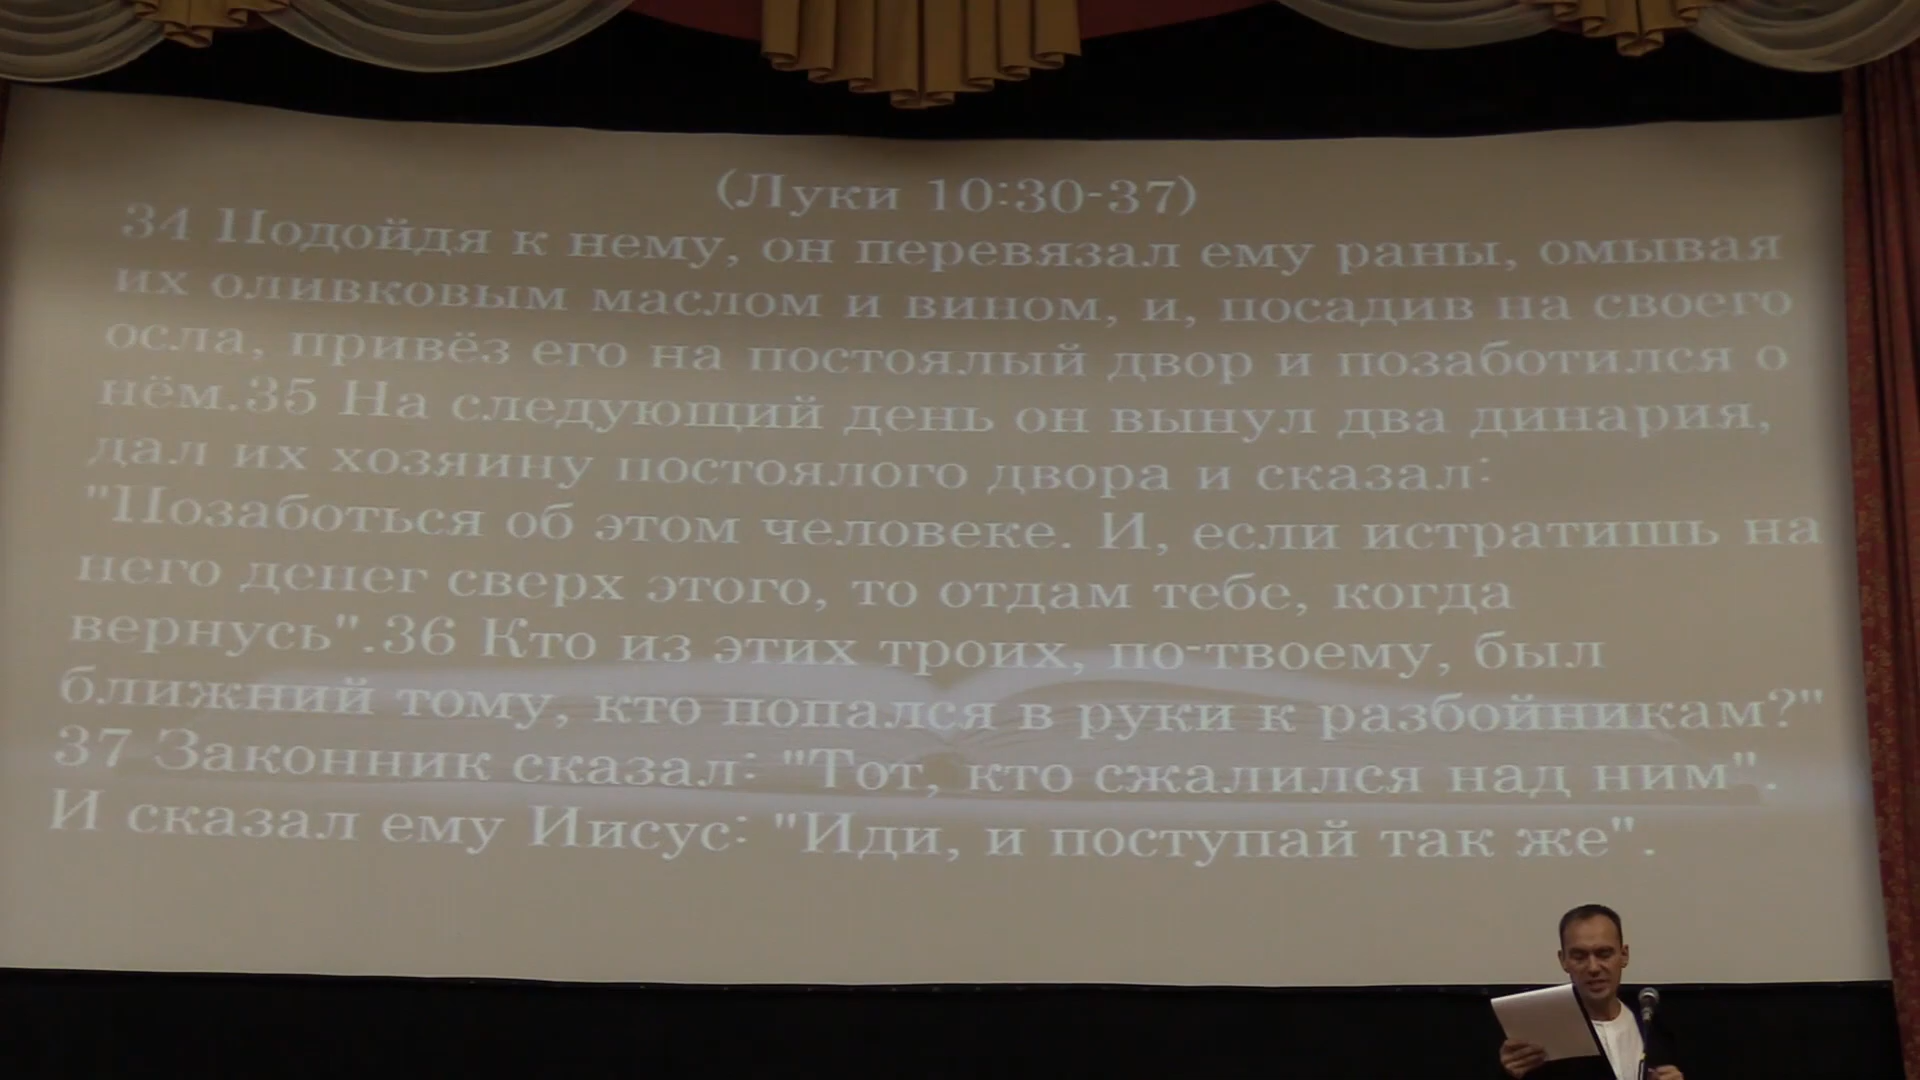 (Луки 10:30-37)
34 Подойдя к нему, он перевязал ему раны, омывая
их оливковым маслом и вином, и, посадив на своего
осла, привёз его на постоялый двор и позаботился о
нём.35 На следующий день он вынул два динария,
дал их хозяину постоялого двора и сказал:
"Позаботься об этом человеке. И, если истратишь на
него денег сверх этого, то отдам тебе, когда
вернусь".36 Кто из этих троих, по-твоему, был
ближний тому, кто попался в руки к разбойникам?"
37 Законник сказал: "Тот, кто сжалился над ним".
И сказал ему Иисус: "Иди, и поступай так же".